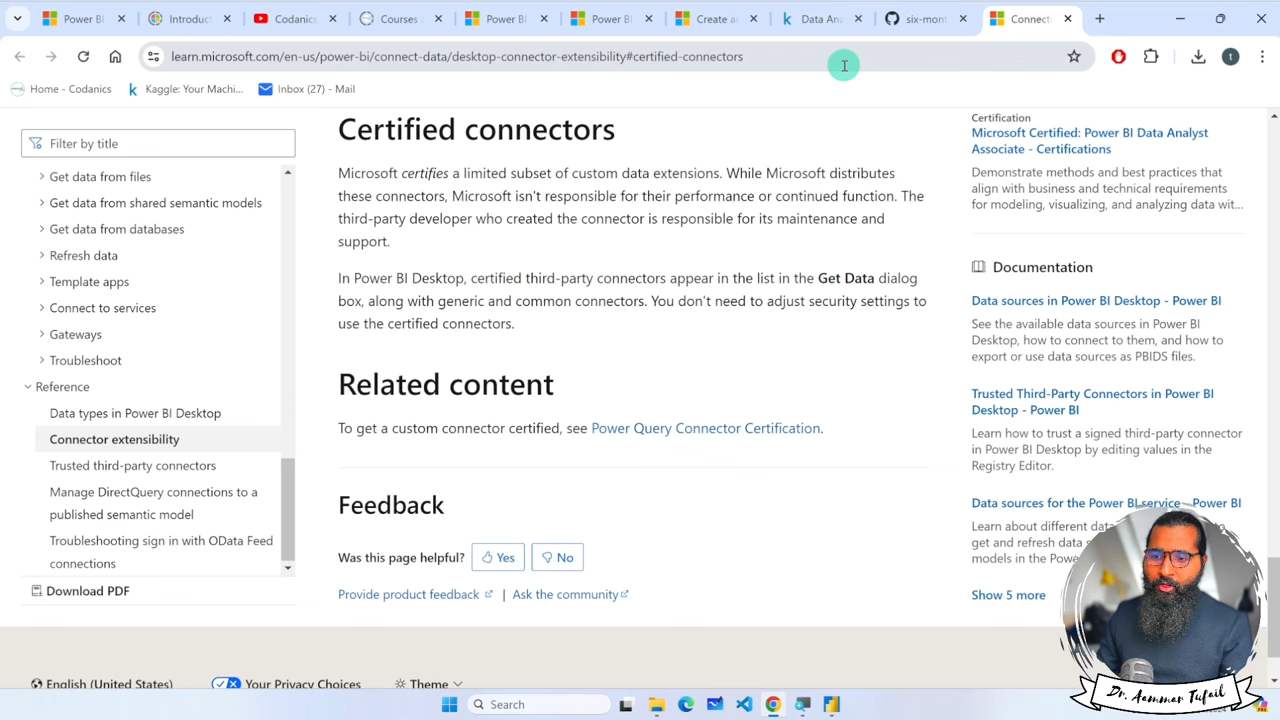 Power BI
Introduct
Codanics
Courses
Power BI
Power BI
Create ar
Data Ana
six-mont
Connecto
learn.microsoft.com/en-us/power-bi/connect-data/desktop-connector-extensibility#certified-connectors
t
Home - Codanics
Kaggle: Your Machi...
Inbox (27) - Mail
Filter by title
Get data from files
Get data from shared semantic models
Get data from databases
Refresh data
Template apps
Connect to services
Gateways
Troubleshoot
Reference
Data types in Power BI Desktop
Connector extensibility
Trusted third-party connectors
Manage DirectQuery connections to a
published semantic model
Troubleshooting sign in with OData Feed
connections
Download PDF
Certified connectors
Microsoft certifies a limited subset of custom data extensions. While Microsoft distributes
these connectors, Microsoft isn't responsible for their performance or continued function. The
third-party developer who created the connector is responsible for its maintenance and
support.
In Power BI Desktop, certified third-party connectors appear in the list in the Get Data dialog
box, along with generic and common connectors. You don't need to adjust security settings to
use the certified connectors.
Related content
To get a custom connector certified, see Power Query Connector Certification.
Feedback
Was this page helpful?
Yes
No
Provide product feedback | Ask the community
Certification
Microsoft Certified: Power BI Data Analyst
Associate - Certifications
Demonstrate methods and best practices that
align with business and technical requirements
for modeling, visualizing, and analyzing data wit...
Documentation
Data sources in Power BI Desktop - Power BI
See the available data sources in Power BI
Desktop, how to connect to them, and how to
export or use data sources as PBIDS files.
Trusted Third-Party Connectors in Power BI
Desktop - Power BI
Learn how to trust a signed third-party connector
in Power BI Desktop by editing values in the
Registry Editor.
Data sources for the Power BI service - Power BI
Learn about different dat
get and refresh data s
models in the Powe
Show 5 more
English (United States)
Your Privacy Choices
Theme
Search
Dr. Aammar Tufail